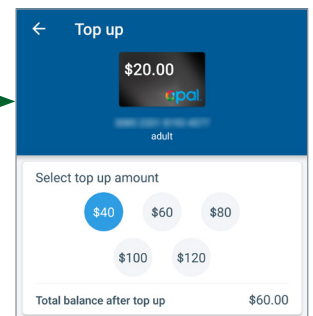 ← Top up
$20.00
opal
adult
Select top up amount
$40 $60 $80
$100 $120
Total balance after top up $60.00